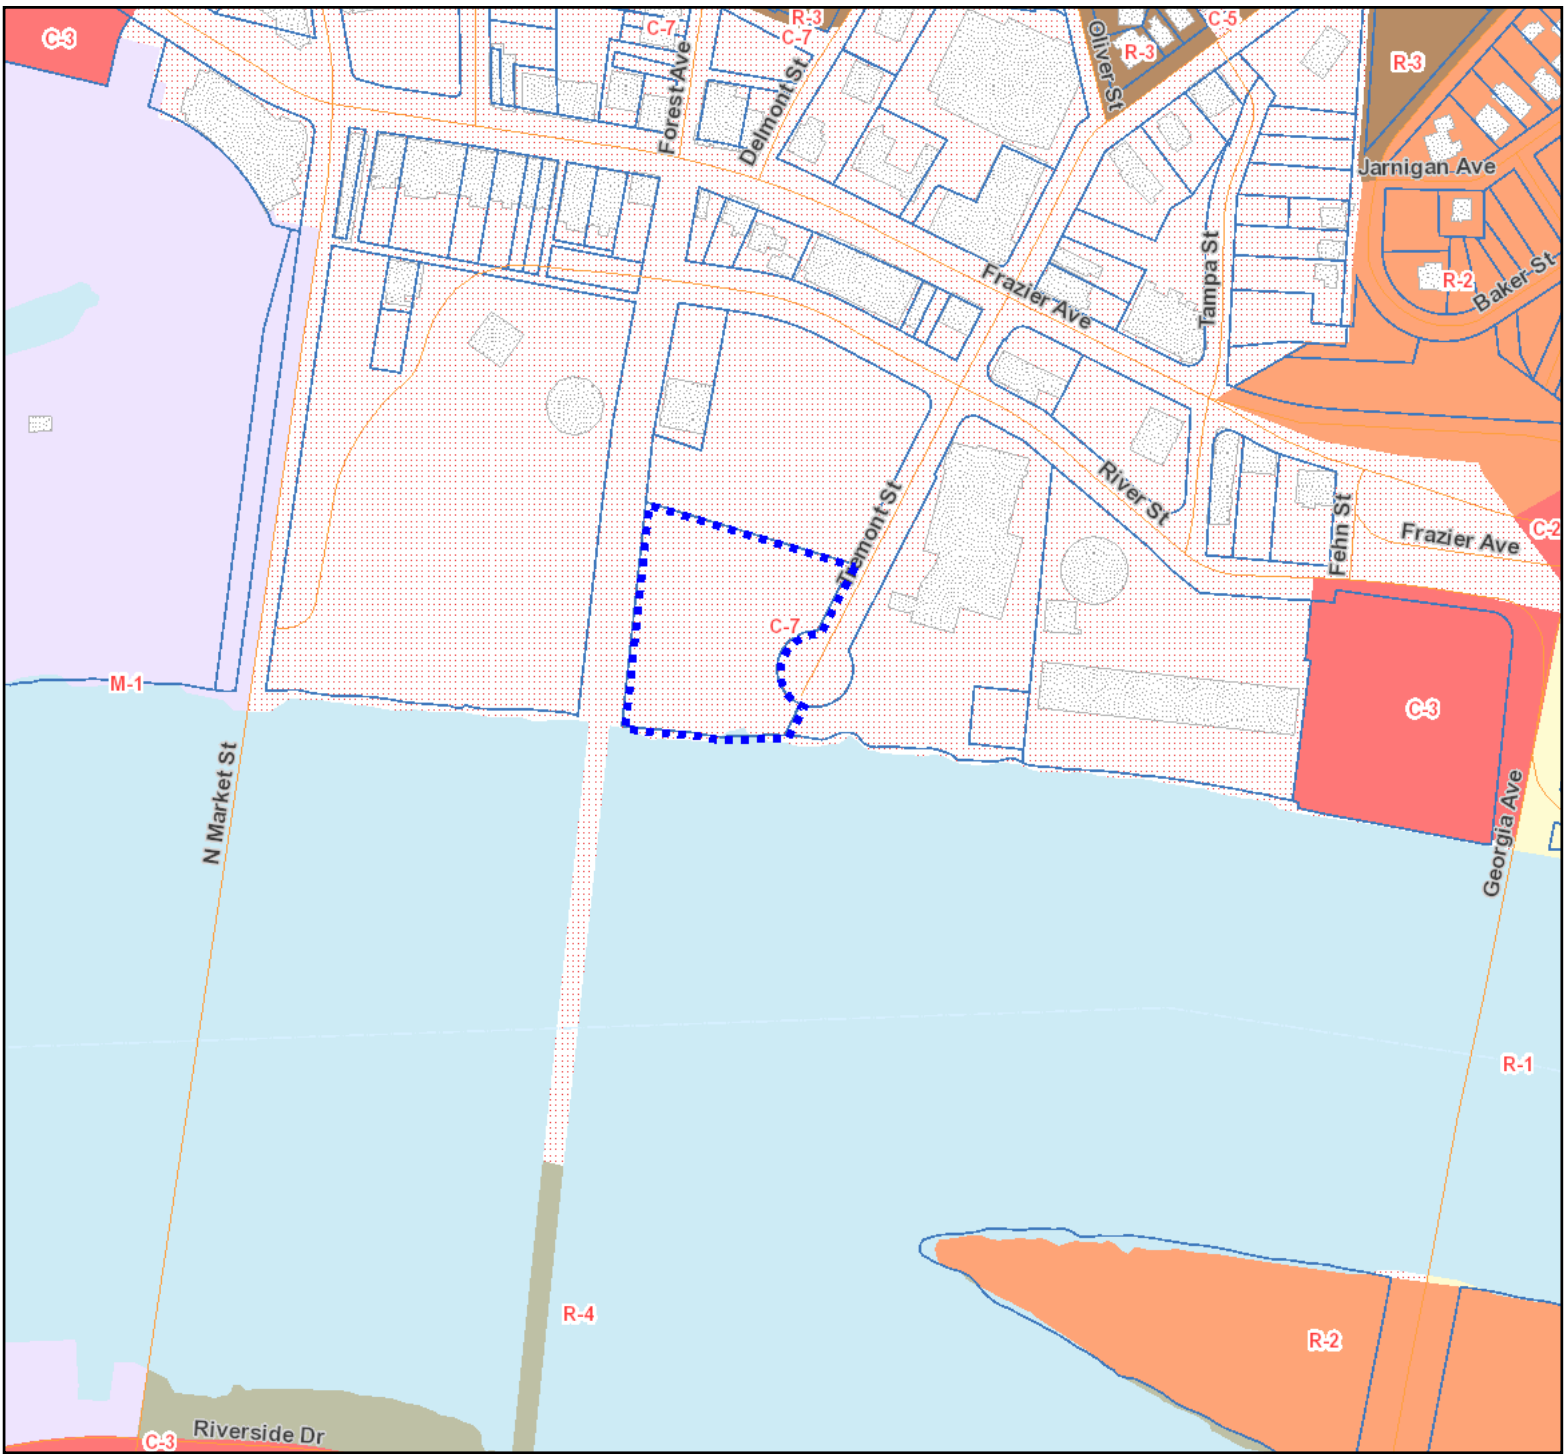 C-3
C-7
Forest Ave
R-3
C-7
Delmont St
Oliver St
R-3
C-5
R-3
Jarnigan Ave
Tampa St
R-2
Baker St
Frazier Ave
River St
Tremont St
Fehn St
Frazier Ave
C-2
C-7
M-1
C-3
N Market St
Georgia Ave
R-1
R-4
R-2
Riverside Dr
C-3